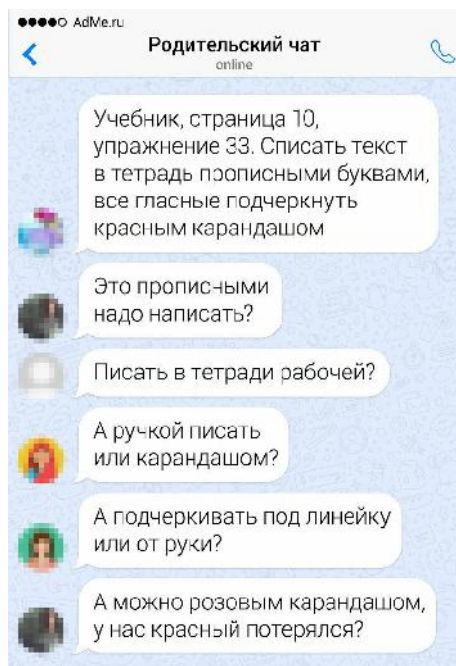 AdMe.ru
Родительский чат
online
Учебник, страница 10,
упражнение 33. Списать текст
в тетрадь прописными буквами,
все гласные подчеркнуть
красным карандашом
Это прописными
надо написать?
Писать в тетради рабочей?
А ручкой писать
или карандашом?
А подчеркивать под линейку
или от руки?
А можно розовым карандашом,
у нас красный потерялся?